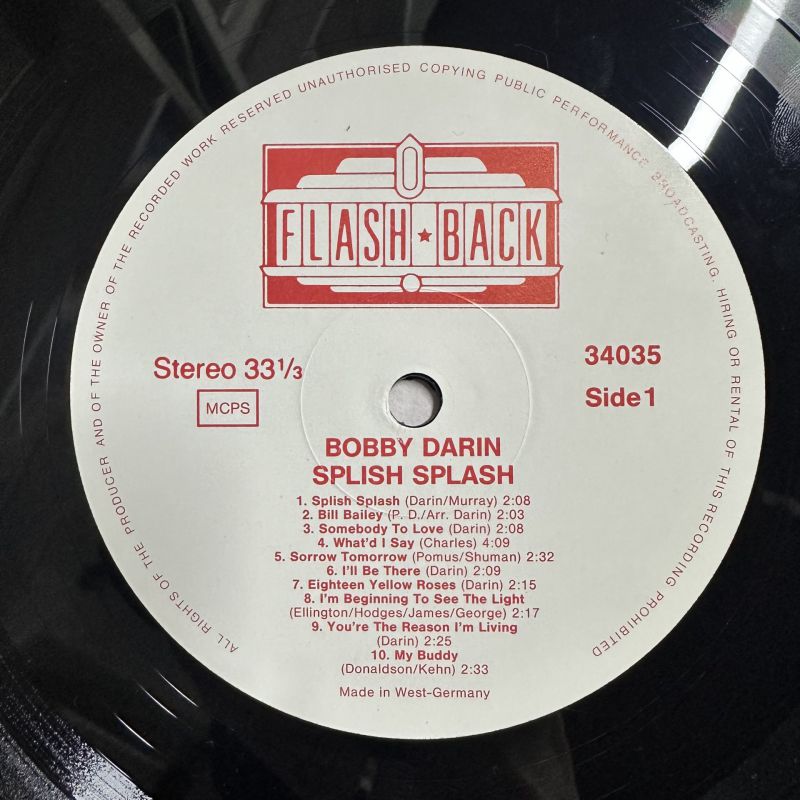 ALL RIGHTS OF THE PRODUCER AND OF THE OWNER OF THE RECORDED WORK RESERVED UNAUTHORISED COPYING PUBLIC PERFORMANCE BROADCASTING. HIRING OR RENTAL OF THIS RECORDING PROHIBITED
FLASH ★ BACK
Stereo 33 1/3
MCPS
34035
Side 1
BOBBY DARIN
SPLISH SPLASH
1. Splish Splash (Darin/Murray) 2:08
2. Bill Bailey (P. D./Arr. Darin) 2:03
3. Somebody To Love (Darin) 2:08
4. What'd I Say (Charles) 4:09
5. Sorrow Tomorrow (Pomus/Shuman) 2:32
6. I'll Be There (Darin) 2:09
7. Eighteen Yellow Roses (Darin) 2:15
8. I'm Beginning To See The Light
(Ellington/Hodges/James/George) 2:17
9. You're The Reason I'm Living
(Darin) 2:25
10. My Buddy
(Donaldson/Kehn) 2:33
Made in West-Germany